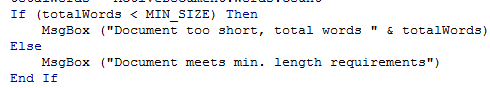 If (totalWords < MIN_SIZE) Then
MsgBox ("Document too short, total words " & totalWords)
Else
MsgBox ("Document meets min. length requirements")
End If